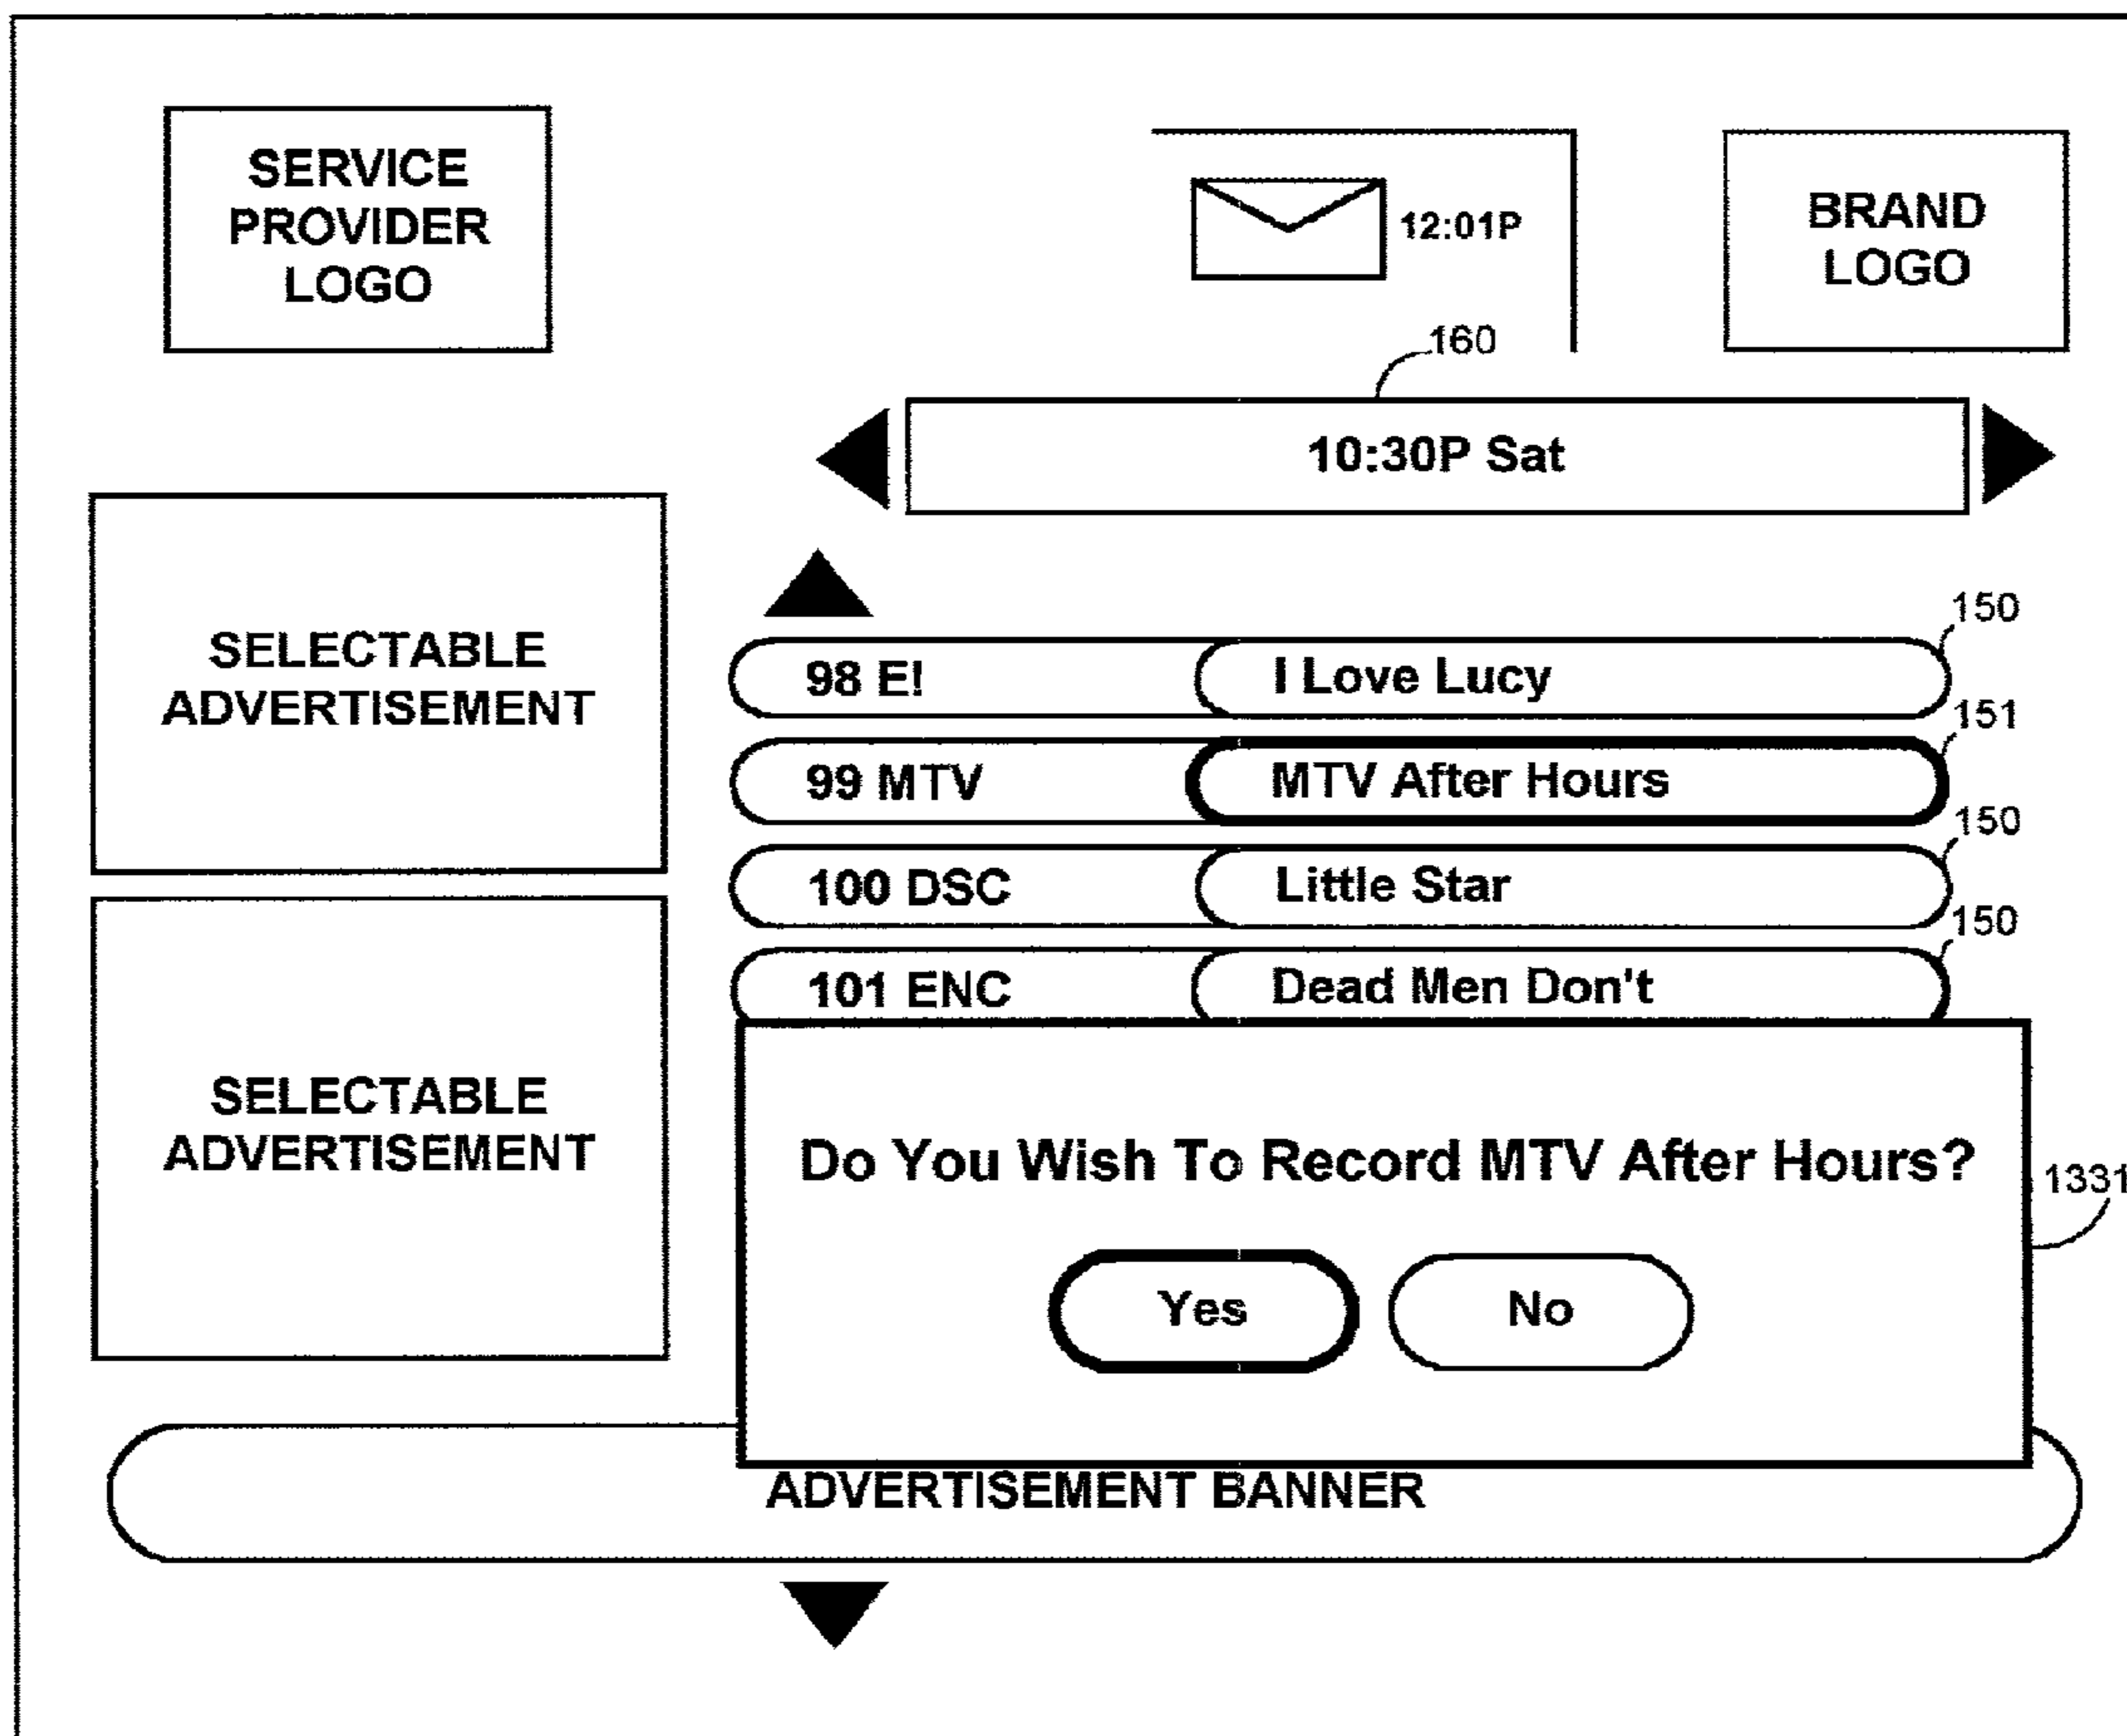 SERVICE
PROVIDER
LOGO
12:01P
BRAND
LOGO
160
10:30P Sat
SELECTABLE
ADVERTISEMENT
150
98 E! I Love Lucy
151
99 MTV MTV After Hours
150
100 DSC Little Star
150
101 ENC Dead Men Don't
SELECTABLE
ADVERTISEMENT
Do You Wish To Record MTV After Hours?
1331
Yes No
ADVERTISEMENT BANNER